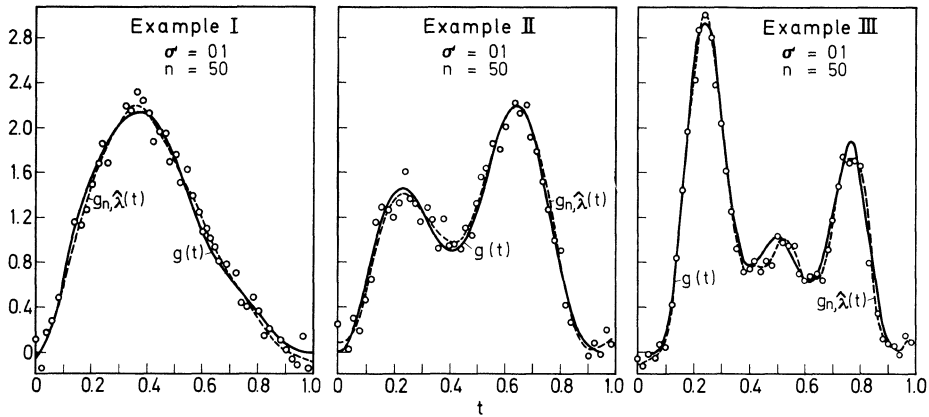 Example I
σ = 01
n = 50
2.8
2.4
2.0
1.6
1.2
0.8
0.4
0
gn,λ̂(t)
g(t)
0 0.2 0.4 0.6 0.8 1.0
Example II
σ = 01
n = 50
gn,λ̂(t)
g(t)
0 0.2 0.4 0.6 0.8 1.0
t
Example III
σ = 01
n = 50
g(t)
gn,λ̂(t)
0 0.2 0.4 0.6 0.8 1.0